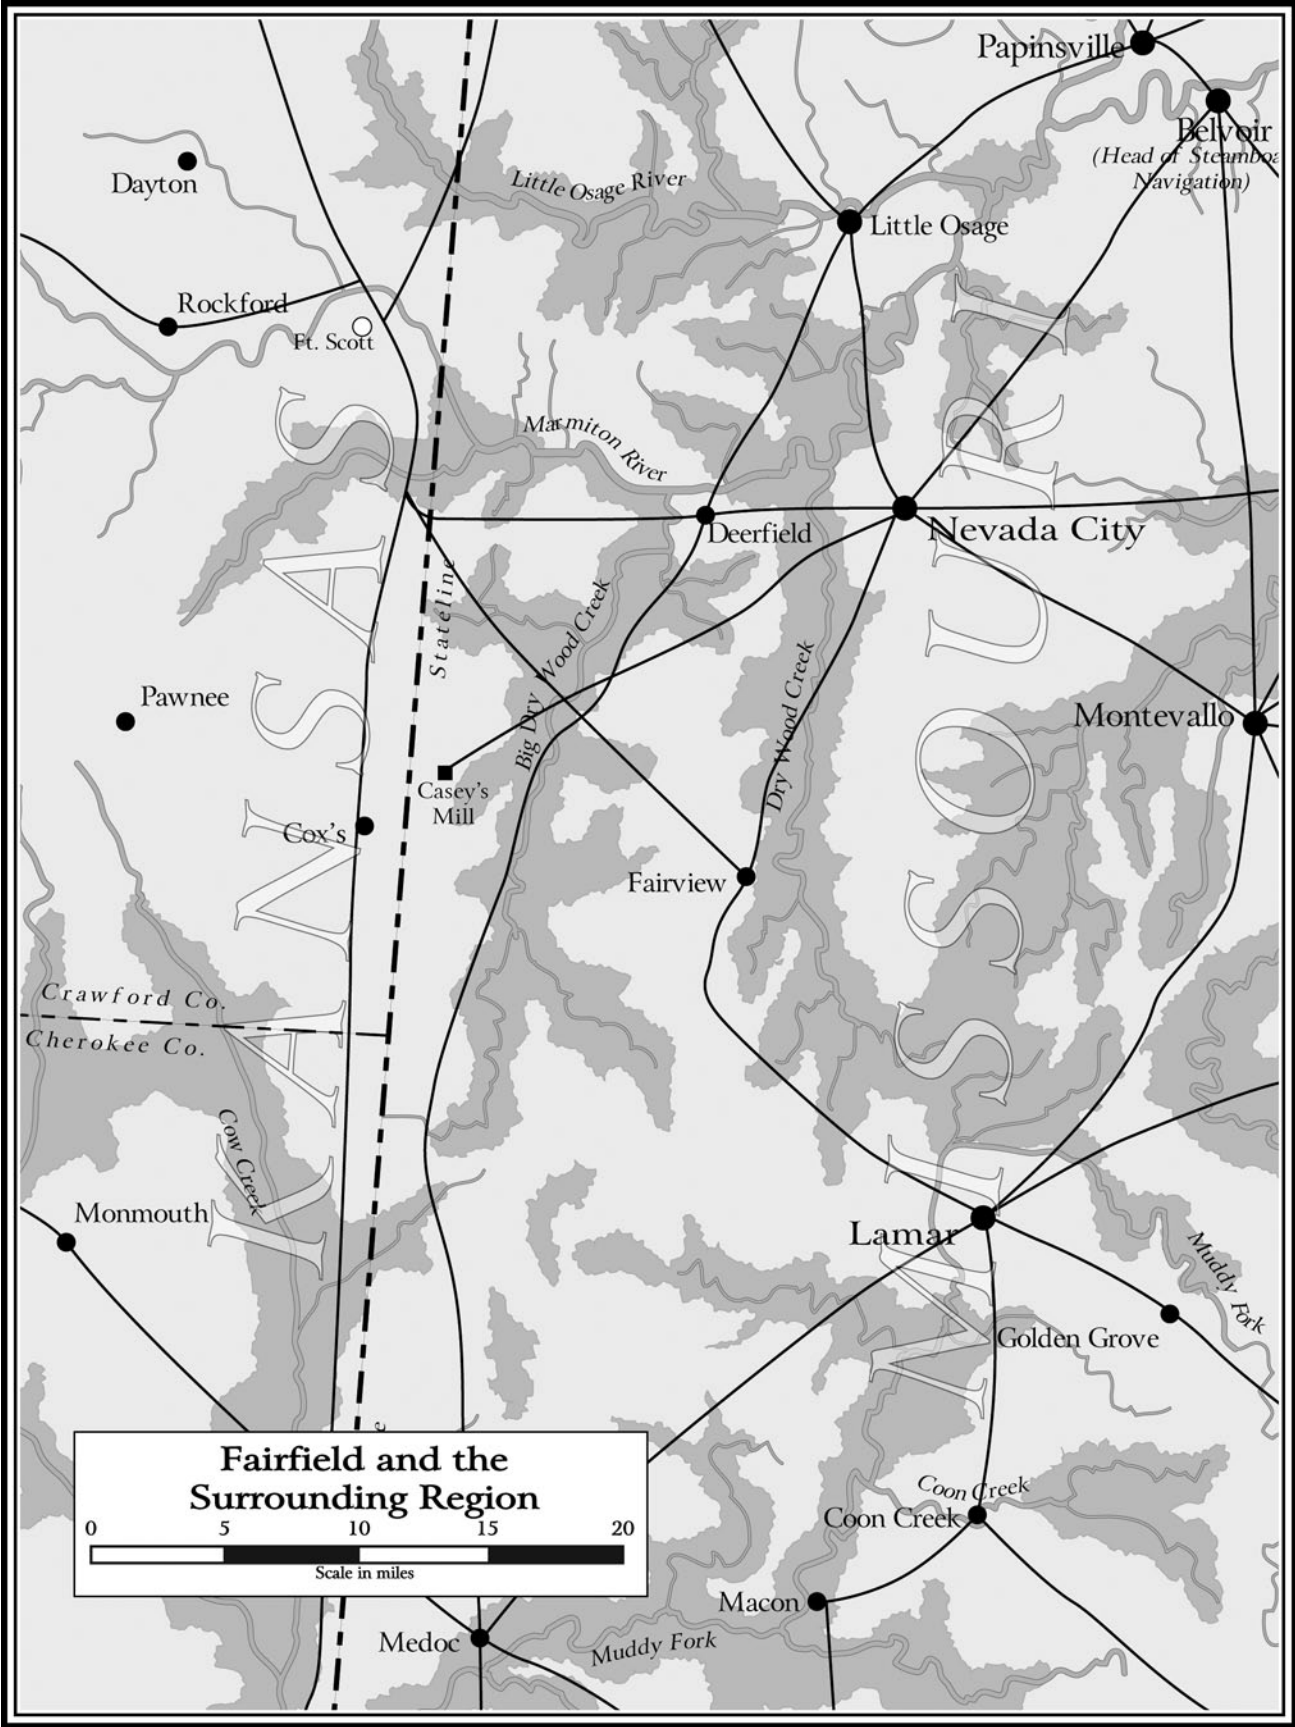 Papinsville
Belvoir
(Head of Steamboa
Navigation)
Dayton
Little Osage River
Little Osage
Rockford
Ft. Scott
Marmiton River
Deerfield
Nevada City
Stateline
Big Dry Wood Creek
Dry Wood Creek
Pawnee
Montevallo
Casey's
Mill
Cox's
Fairview
KANSAS
MISSOURI
Crawford Co.
Cherokee Co.
Cow Creek
Monmouth
Lamar
Muddy Fork
Golden Grove
e
Fairfield and the
Surrounding Region
0 5 10 15 20
Scale in miles
Coon Creek
Coon Creek
Macon
Medoc
Muddy Fork